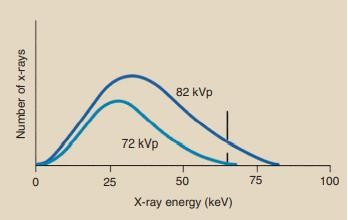 Number of x-rays
82 kVp
72 kVp
0 25 50 75 100
X-ray energy (keV)